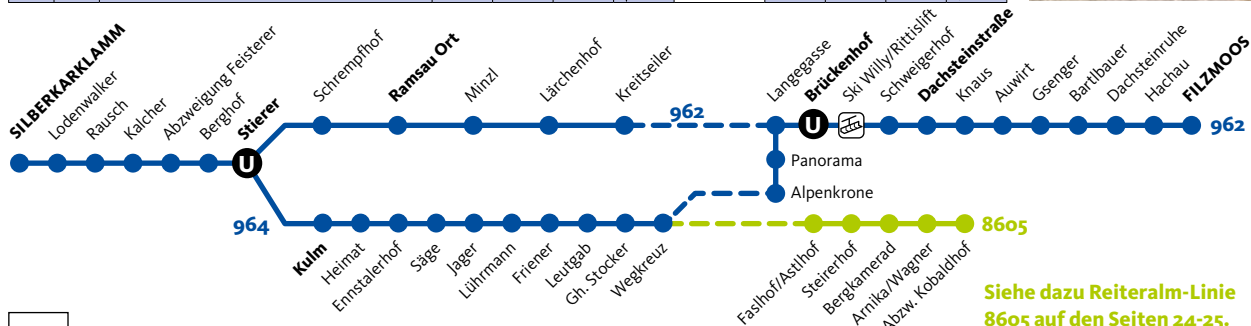 SILBERKARKLAMM
Lodenwalker
Rausch
Kalcher
Abzweigung Feisterer
Berghof
Stierer
U
Schrempfhof
Ramsau Ort
Minzl
Lärchenhof
Kreitseiler
962
Langegasse
Brückenhof
U
Ski Willy/Rittislift
Schweigerhof
Dachsteinstraße
Knaus
Auwirt
Gsenger
Bartlbauer
Dachsteinruhe
Hachau
FILZMOOS
962
Panorama
Alpenkrone
964
Kulm
Heimat
Ennstalerhof
Säge
Jager
Lührmann
Friener
Leutgab
Gh. Stocker
Wegkreuz
Faslhof/Astlhof
Steirerhof
Bergkamerad
Arnika/Wagner
Abzw. Kobaldhof
8605
Siehe dazu Reiteralm-Linie
8605 auf den Seiten 24-25.